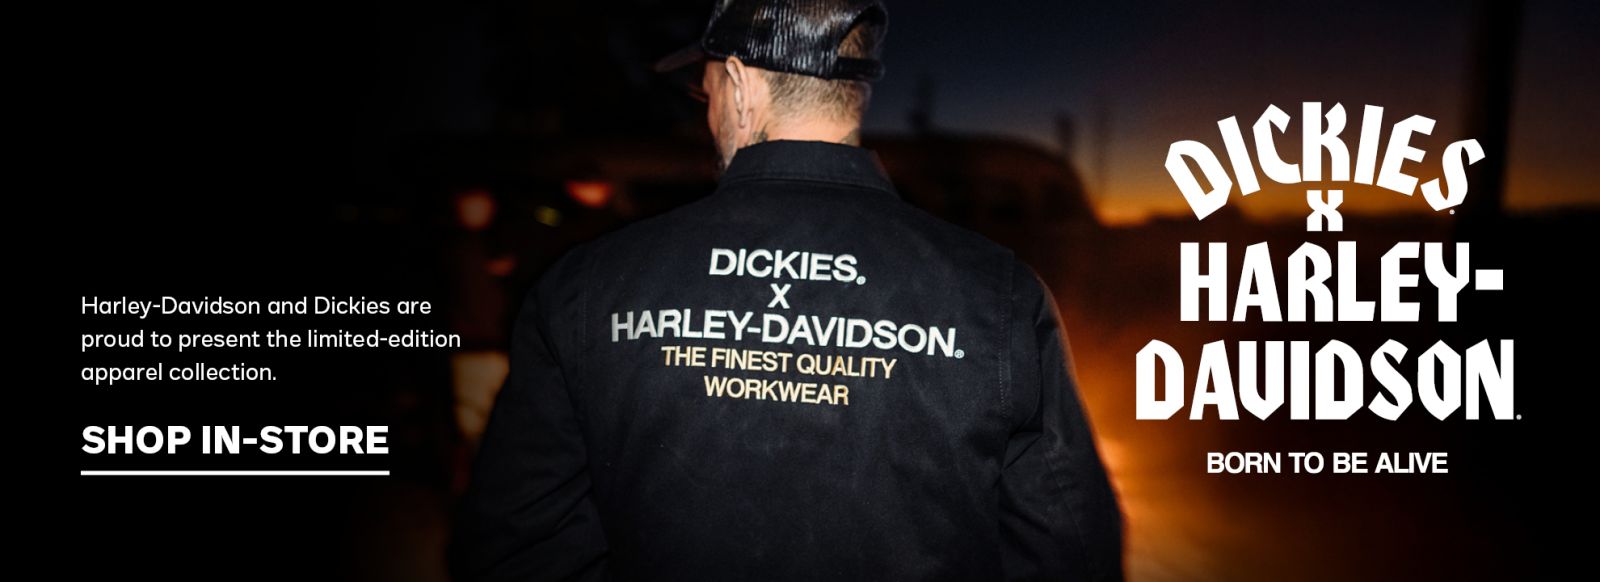 Harley-Davidson and Dickies are
proud to present the limited-edition
apparel collection.
SHOP IN-STORE
DICKIES®
X
HARLEY-DAVIDSON®
THE FINEST QUALITY
WORKWEAR
DICKIES®
X
HARLEY-
DAVIDSON®
BORN TO BE ALIVE